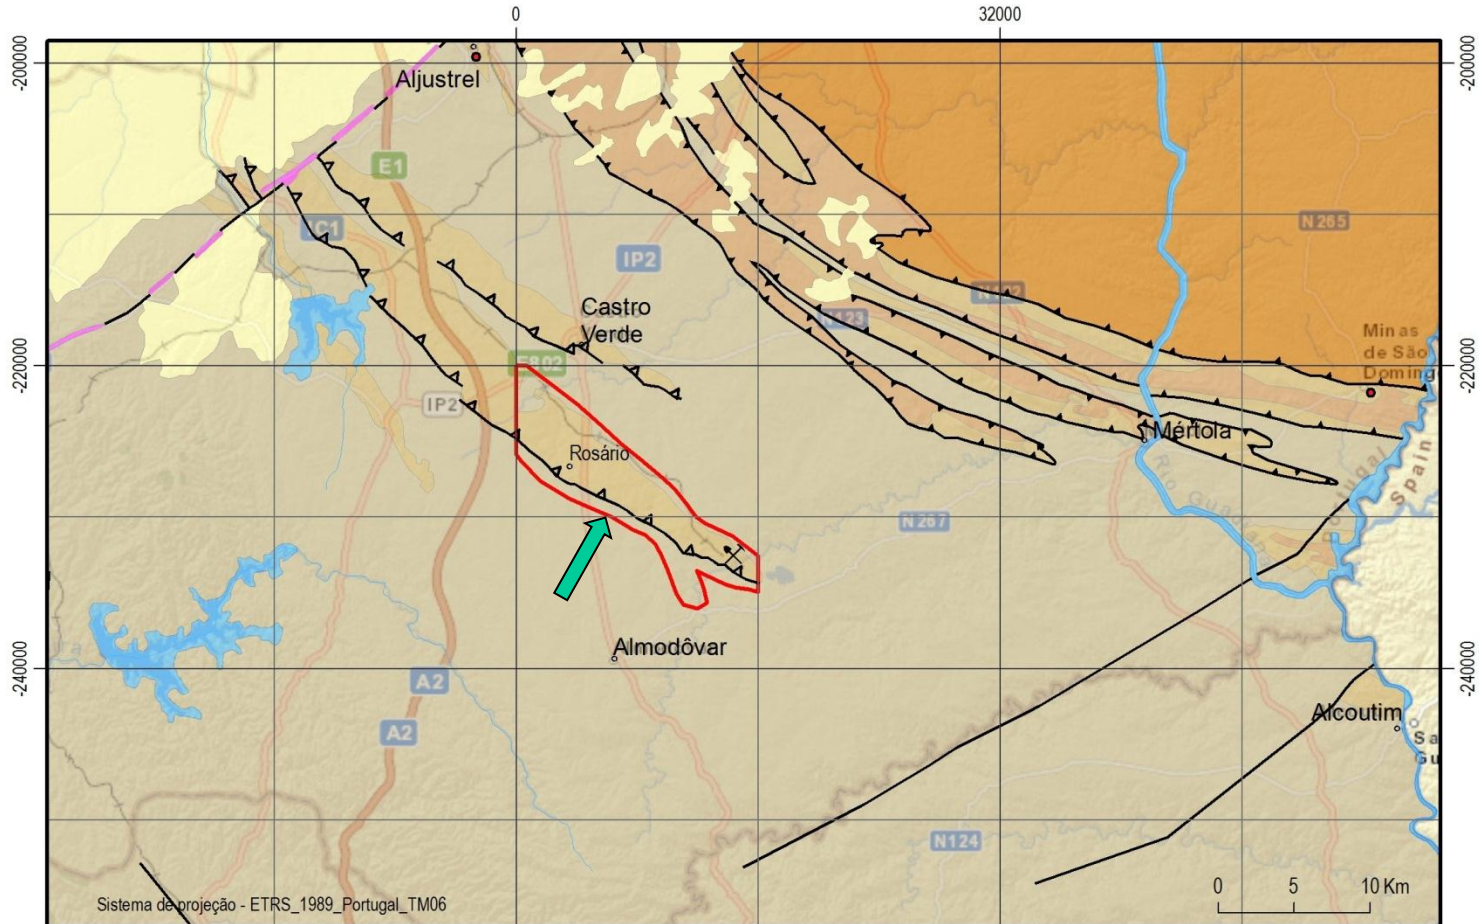 0
32000
-200000
-200000
Aljustrel
E1
IC1
IP2
N 265
N 122
N 123
Castro
Verde
Minas
de São
Doming
-220000
-220000
E802
IP2
Mértola
Rosário
Portugal
Spain
Rio Guadiana
N 267
Almodôvar
-240000
-240000
A2
Alcoutim
A2
Sa
Gu
N124
0 5 10 Km
Sistema de projeção - ETRS_1989_Portugal_TM06